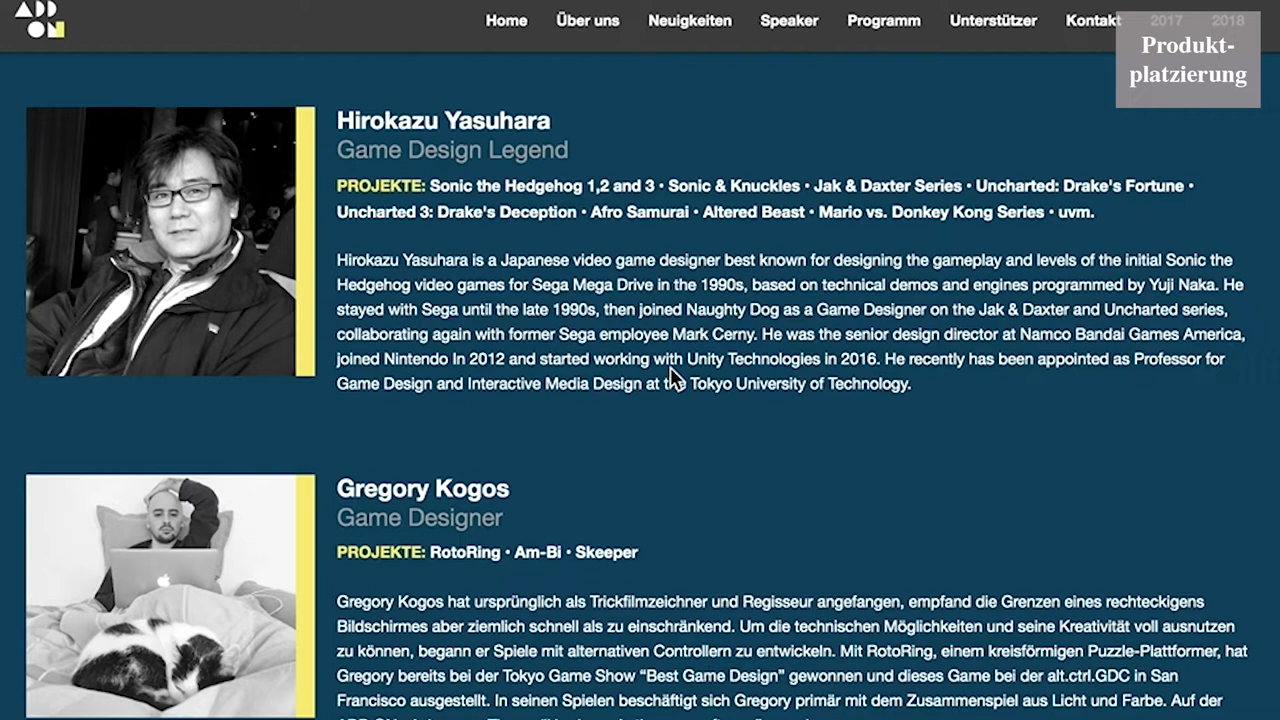 ADD ON
Home Über uns Neuigkeiten Speaker Programm Unterstützer Kontakt 2017 2018
Produkt-
platzierung
Hirokazu Yasuhara
Game Design Legend
PROJEKTE: Sonic the Hedgehog 1,2 and 3 • Sonic & Knuckles • Jak & Daxter Series • Uncharted: Drake's Fortune •
Uncharted 3: Drake's Deception • Afro Samurai • Altered Beast • Mario vs. Donkey Kong Series • uvm.
Hirokazu Yasuhara is a Japanese video game designer best known for designing the gameplay and levels of the initial Sonic the
Hedgehog video games for Sega Mega Drive in the 1990s, based on technical demos and engines programmed by Yuji Naka. He
stayed with Sega until the late 1990s, then joined Naughty Dog as a Game Designer on the Jak & Daxter and Uncharted series,
collaborating again with former Sega employee Mark Cerny. He was the senior design director at Namco Bandai Games America,
joined Nintendo In 2012 and started working with Unity Technologies in 2016. He recently has been appointed as Professor for
Game Design and Interactive Media Design at the Tokyo University of Technology.
Gregory Kogos
Game Designer
PROJEKTE: RotoRing • Am-Bi • Skeeper
Gregory Kogos hat ursprünglich als Trickfilmzeichner und Regisseur angefangen, empfand die Grenzen eines rechteckigens
Bildschirmes aber ziemlich schnell als zu einschränkend. Um die technischen Möglichkeiten und seine Kreativität voll ausnutzen
zu können, begann er Spiele mit alternativen Controllern zu entwickeln. Mit RotoRing, einem kreisförmigen Puzzle-Plattformer, hat
Gregory bereits bei der Tokyo Game Show “Best Game Design” gewonnen und dieses Game bei der alt.ctrl.GDC in San
Francisco ausgestellt. In seinen Spielen beschäftigt sich Gregory primär mit dem Zusammenspiel aus Licht und Farbe. Auf der